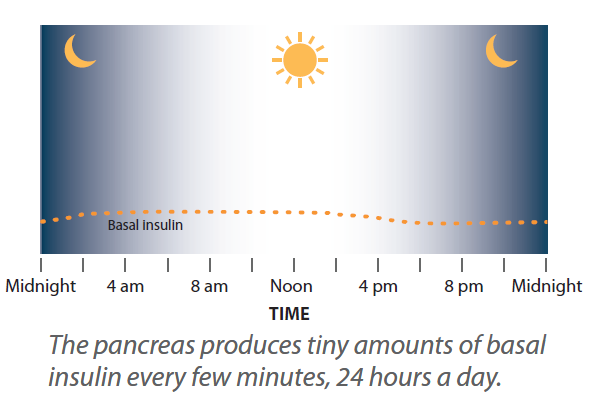 Basal insulin
Midnight 4 am 8 am Noon 4 pm 8 pm Midnight
TIME
The pancreas produces tiny amounts of basal
insulin every few minutes, 24 hours a day.